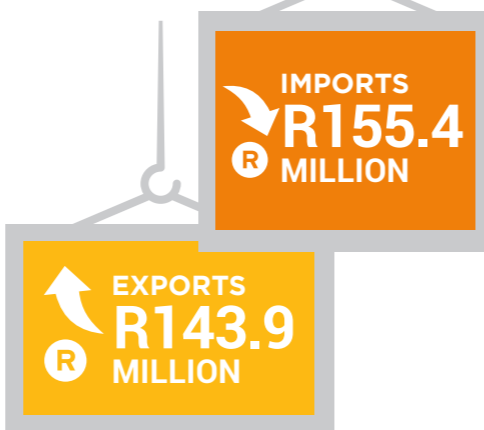 IMPORTS
R155.4
R
MILLION
EXPORTS
R143.9
R
MILLION